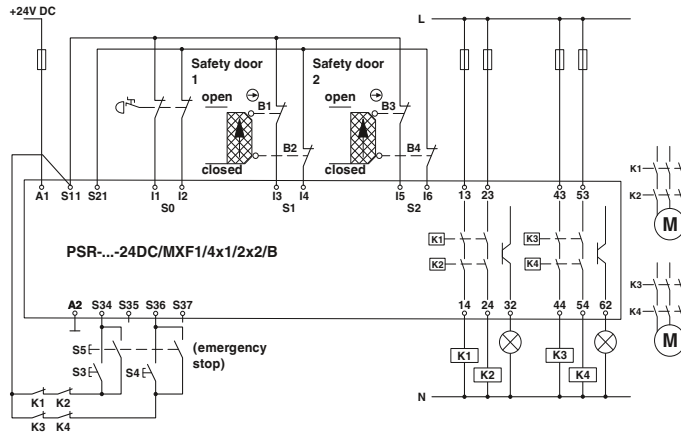 +24V DC
L
Safety door
1
Safety door
2
open
open
B1
B3
B2
B4
closed
closed
A1
S11
S21
I1
I2
I3
I4
I5
I6
13
23
43
53
S0
S1
S2
K1
K2
M
PSR-...-24DC/MXF1/4x1/2x2/B
K1
K3
K2
K4
A2
S34
S35
S36
S37
14
24
32
44
54
62
K3
K4
M
S5
(emergency
stop)
S3
S4
K1
K2
K3
K4
K1
K2
K3
K4
N